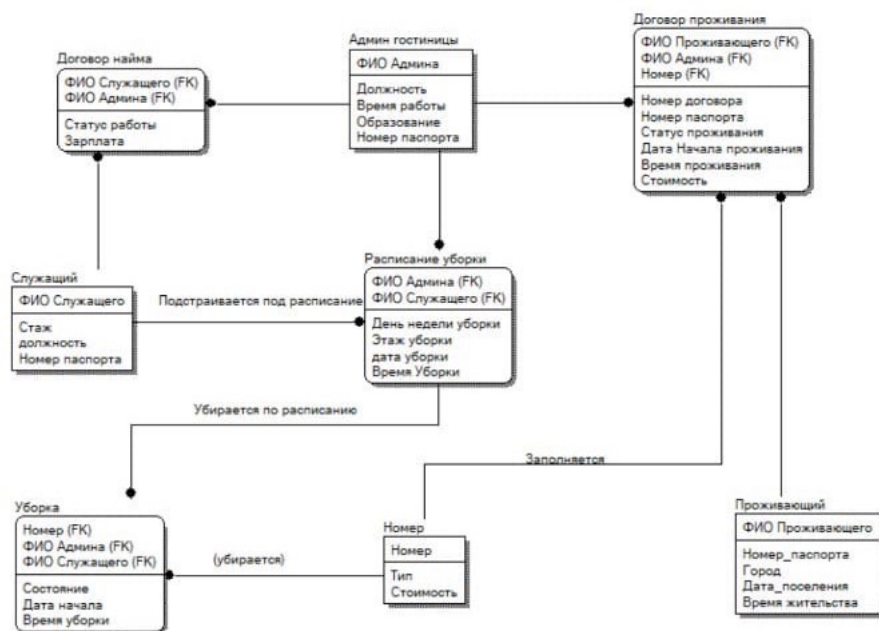 Договор найма
ФИО Служащего (FK)
ФИО Админа (FK)
Статус работы
Зарплата
Админ гостиницы
ФИО Админа
Должность
Время работы
Образование
Номер паспорта
Договор проживания
ФИО Проживающего (FK)
ФИО Админа (FK)
Номер (FK)
Номер договора
Номер паспорта
Статус проживания
Дата Начала проживания
Время проживания
Стоимость
Служащий
ФИО Служащего
Стаж
должность
Номер паспорта
Подстраивается под расписание
Расписание уборки
ФИО Админа (FK)
ФИО Служащего (FK)
День недели уборки
Этаж уборки
дата уборки
Время Уборки
Убирается по расписанию
Заполняется
Уборка
Номер (FK)
ФИО Админа (FK)
ФИО Служащего (FK)
Состояние
Дата начала
Время уборки
(убирается)
Номер
Номер
Тип
Стоимость
Проживающий
ФИО Проживающего
Номер_паспорта
Город
Дата_поселения
Время жительства